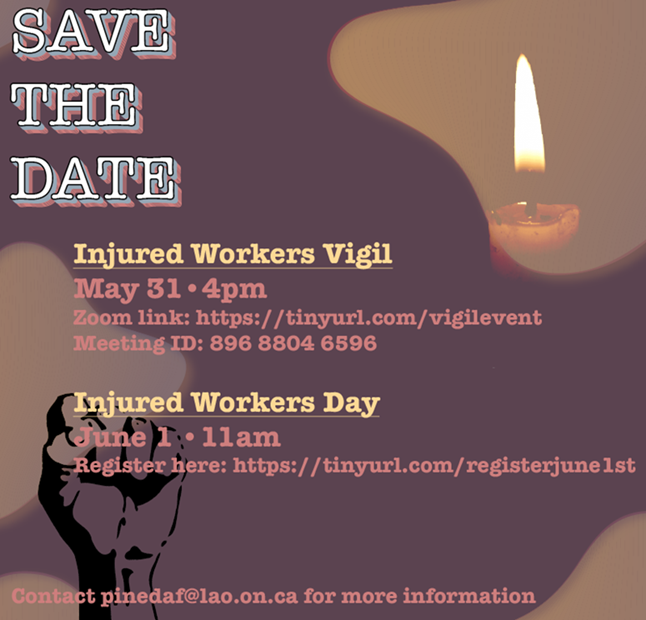 SAVE
THE
DATE
Injured Workers Vigil
May 31 • 4pm
Zoom link: https://tinyurl.com/vigilevent
Meeting ID: 896 8804 6596
Injured Workers Day
June 1 • 11am
Register here: https://tinyurl.com/registerjune1st
Contact pinedaf@lao.on.ca for more information